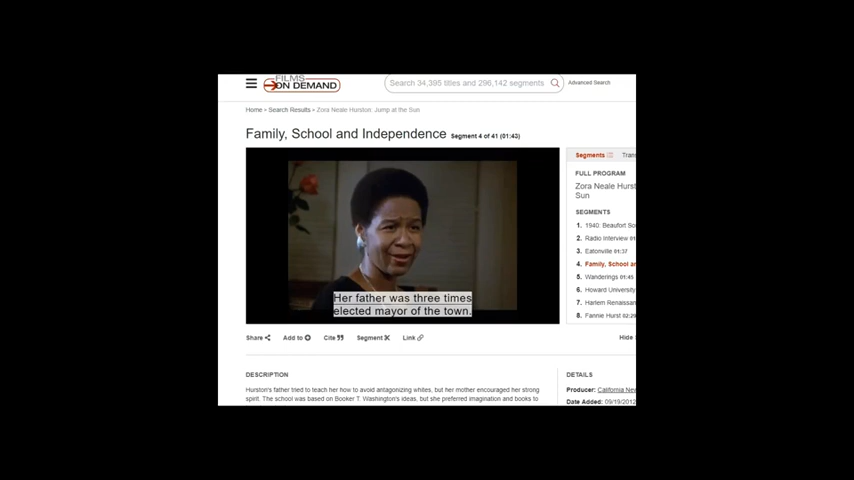 FILMS
ON DEMAND
Search 34,395 titles and 296,142 segments
Advanced Search
Home » Search Results » Zora Neale Hurston: Jump at the Sun
Family, School and Independence Segment 4 of 41 (01:43)
Her father was three times
elected mayor of the town.
Share
Add to
Cite
Segment
Link
Segments
Tran
FULL PROGRAM
Zora Neale Hurst
Sun
SEGMENTS
1. 1940: Beaufort So
2. Radio Interview 01
3. Eatonville 01:37
4. Family, School an
5. Wanderings 01:45
6. Howard University
7. Harlem Renaissan
8. Fannie Hurst 02:29
Hide
DESCRIPTION
Hurston's father tried to teach her how to avoid antagonizing whites, but her mother encouraged her strong
spirit. The school was based on Booker T. Washington's ideas, but she preferred imagination and books to
DETAILS
Producer: California New
Date Added: 09/19/2012